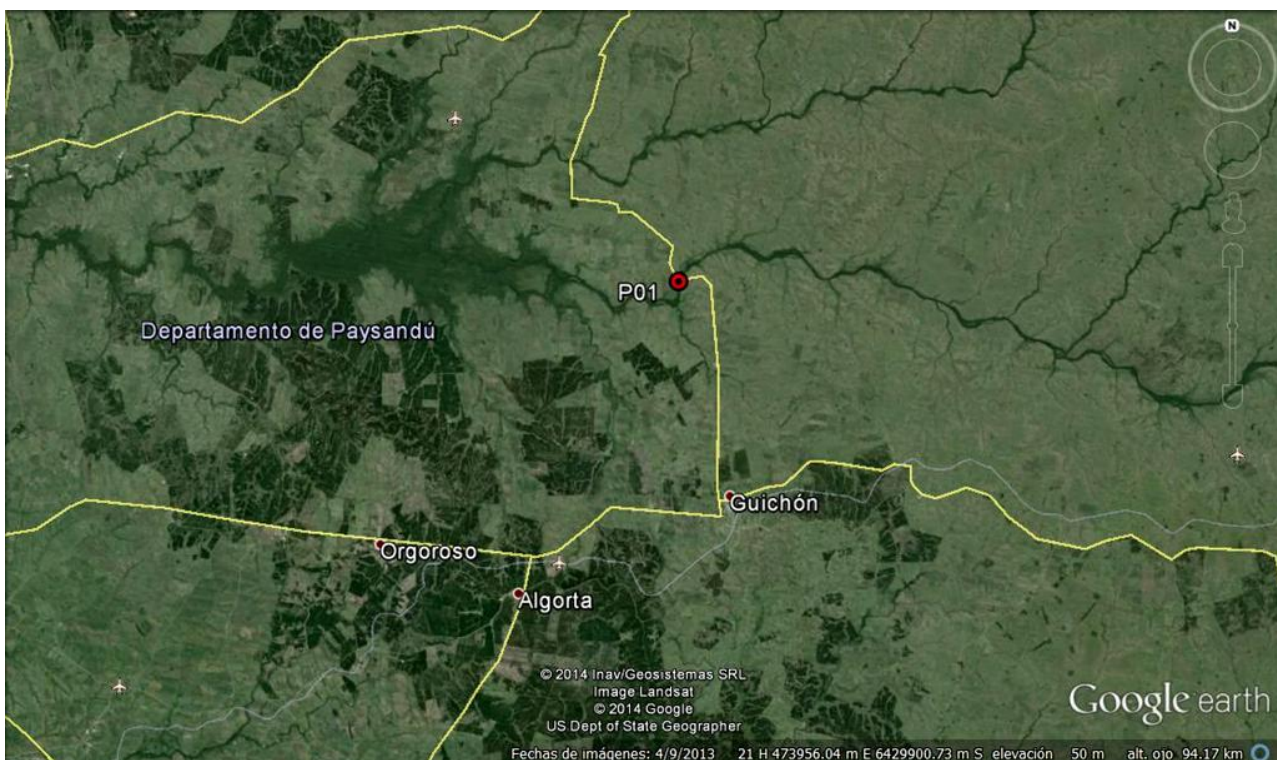 N
P01
Departamento de Paysandú
Guichón
Orgoroso
Algorta
© 2014 Inav/Geosistemas SRL
Image Landsat
© 2014 Google
US Dept of State Geographer
Google earth
Fechas de imágenes: 4/9/2013 21 H 473956.04 m E 6429900.73 m S elevación 50 m alt. ojo 94.17 km